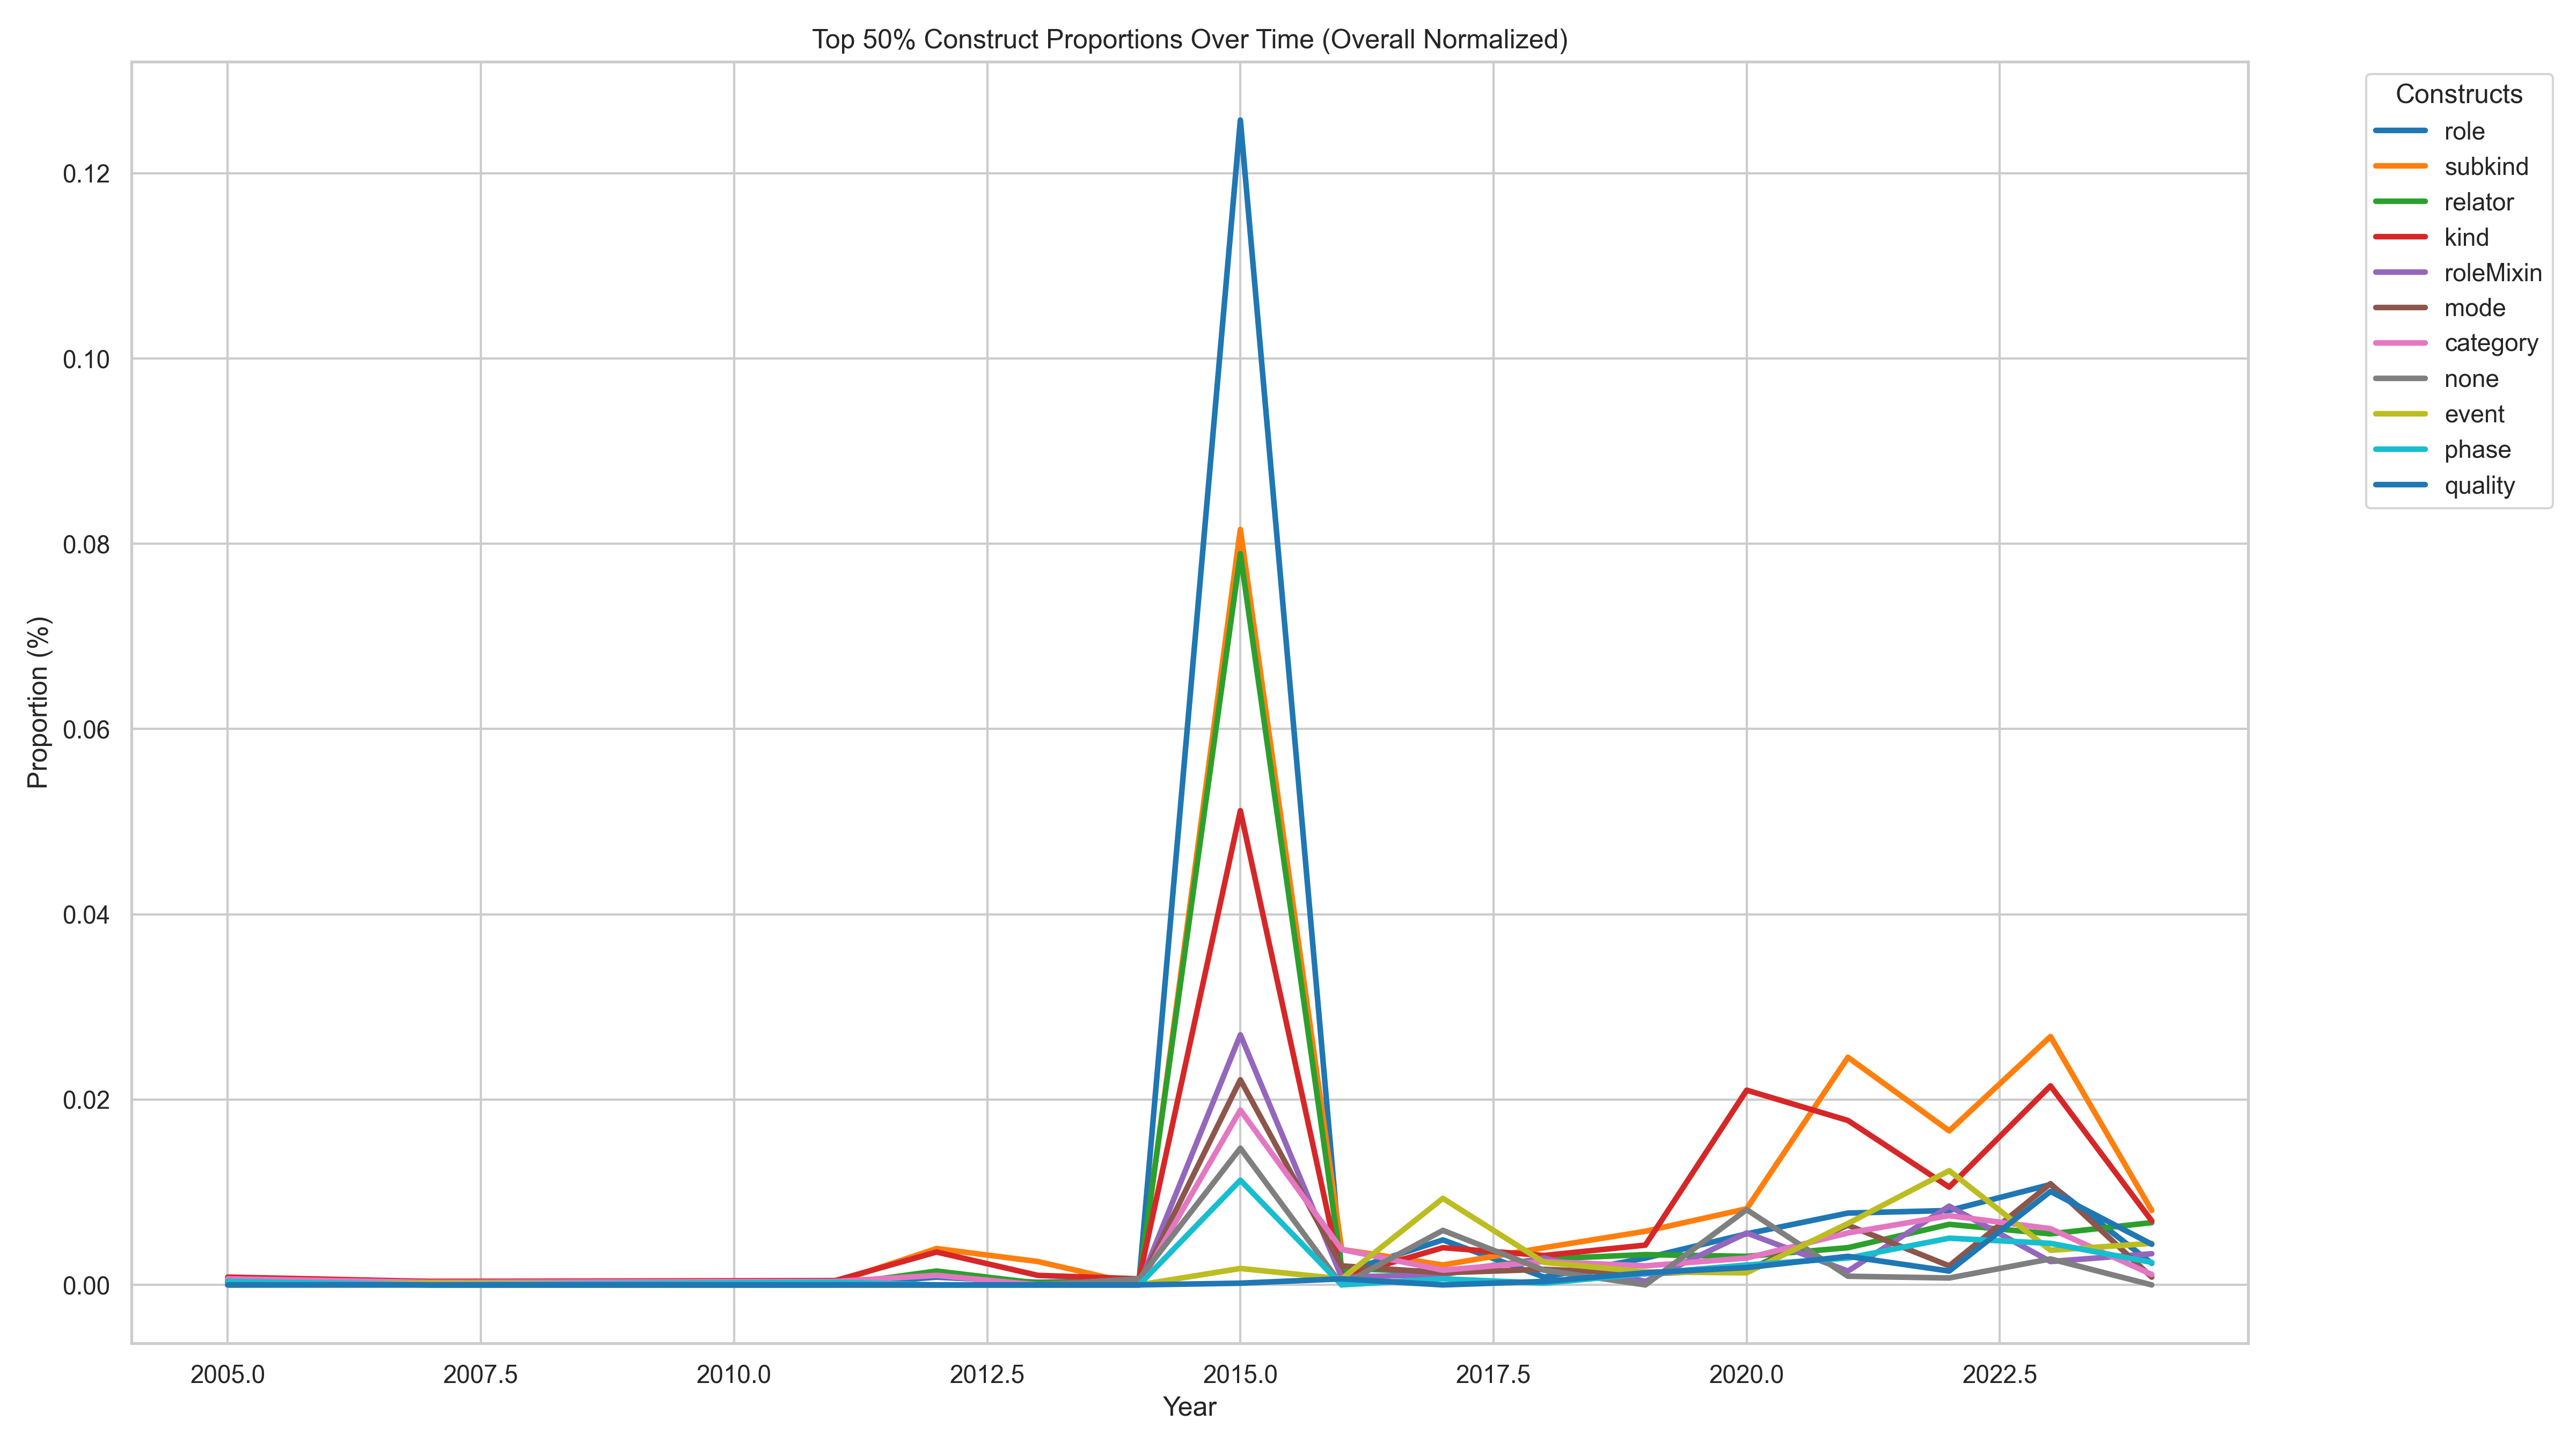 Top 50% Construct Proportions Over Time (Overall Normalized)
Constructs
role
subkind
relator
kind
roleMixin
mode
category
none
event
phase
quality
Proportion (%)
0.12
0.10
0.08
0.06
0.04
0.02
0.00
2005.0 2007.5 2010.0 2012.5 2015.0 2017.5 2020.0 2022.5
Year